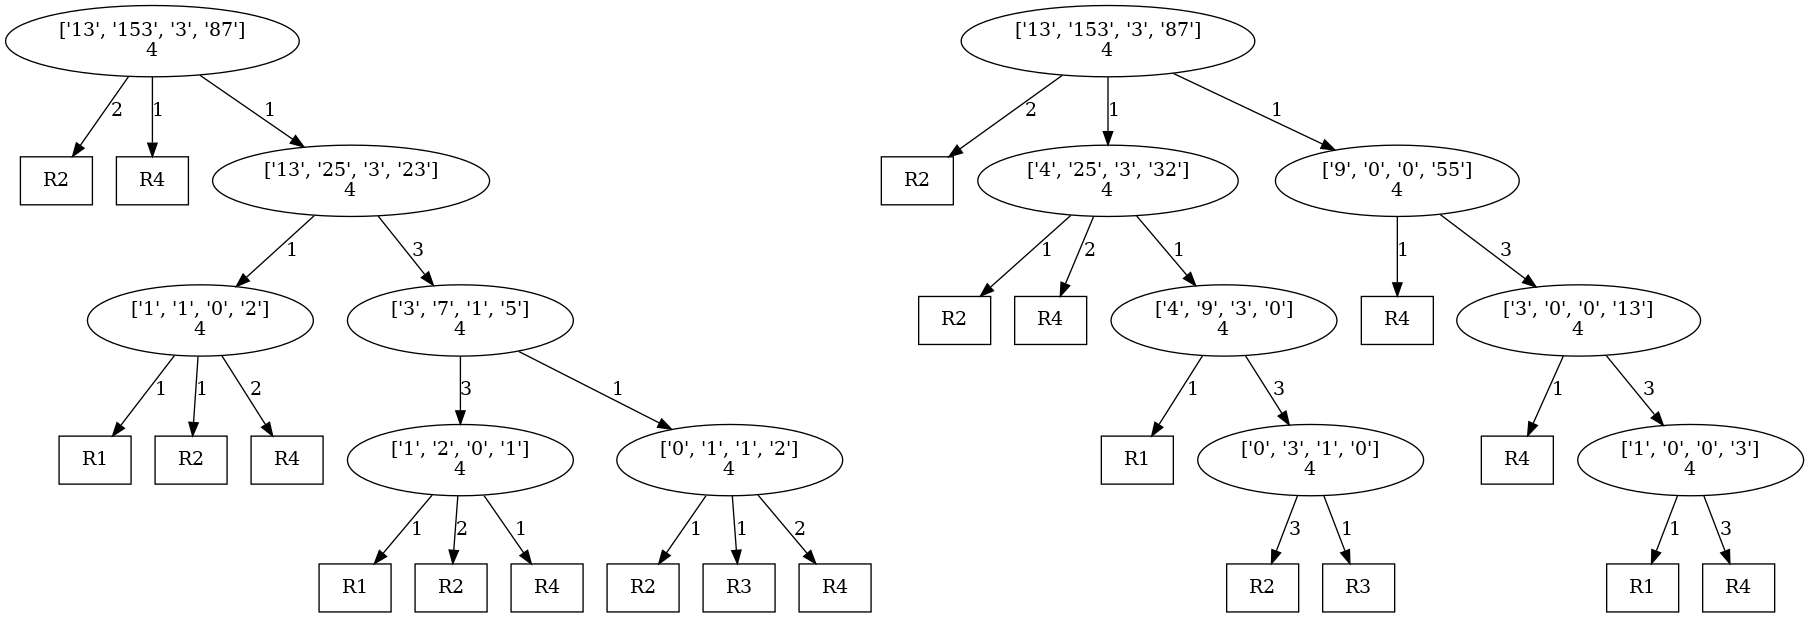 ['13', '153', '3', '87']
4
['13', '153', '3', '87']
4
2
1
1
2
1
1
R2
R4
['13', '25', '3', '23']
4
R2
['4', '25', '3', '32']
4
['9', '0', '0', '55']
4
1
3
1
2
1
1
3
['1', '1', '0', '2']
4
['3', '7', '1', '5']
4
R2
R4
['4', '9', '3', '0']
4
R4
['3', '0', '0', '13']
4
1
1
2
3
1
1
3
1
3
R1
R2
R4
['1', '2', '0', '1']
4
['0', '1', '1', '2']
4
R1
['0', '3', '1', '0']
4
R4
['1', '0', '0', '3']
4
1
2
1
1
1
2
3
1
1
3
R1
R2
R4
R2
R3
R4
R2
R3
R1
R4